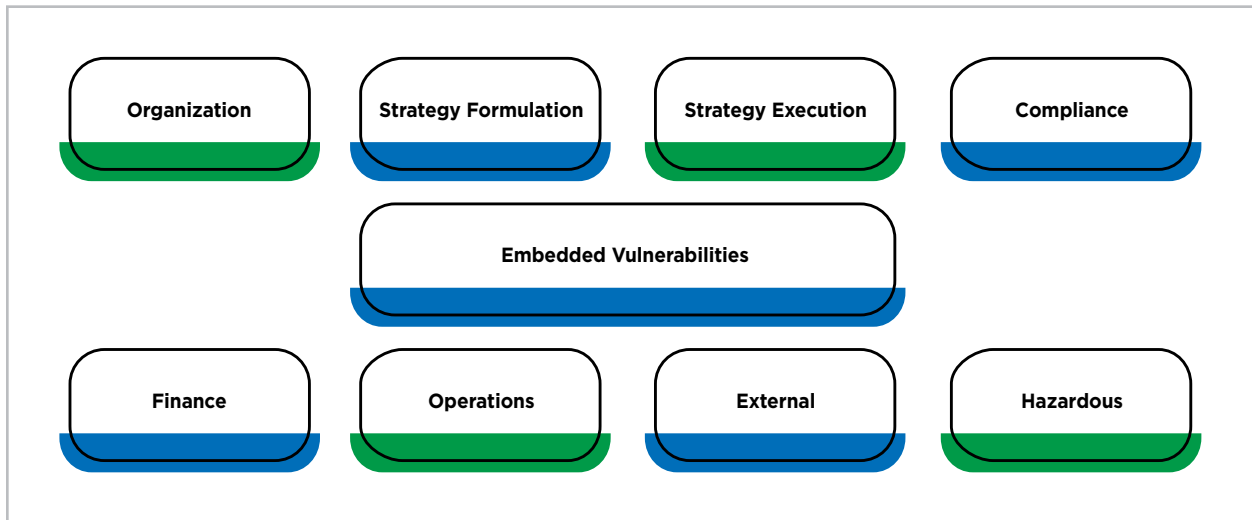 Organization
Strategy Formulation
Strategy Execution
Compliance
Embedded Vulnerabilities
Finance
Operations
External
Hazardous